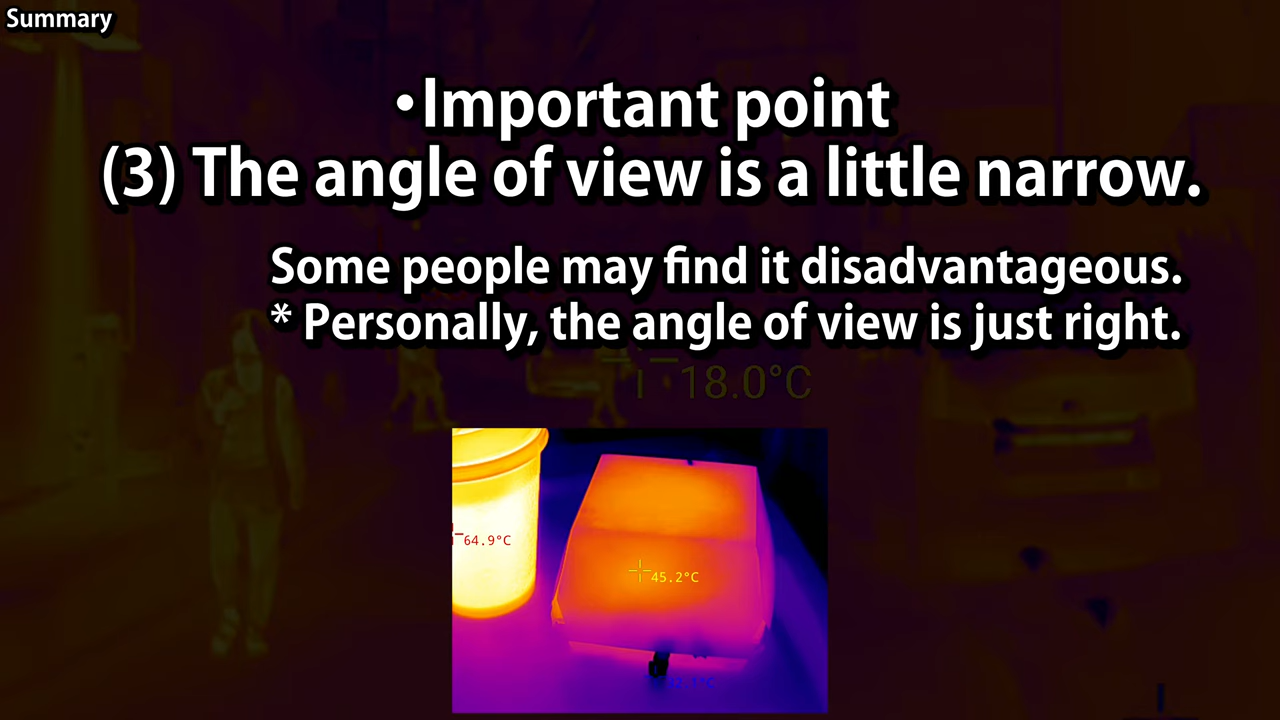 Summary
•Important point
(3) The angle of view is a little narrow.
Some people may find it disadvantageous.
* Personally, the angle of view is just right.
18.0°C
64.9°C
45.2°C